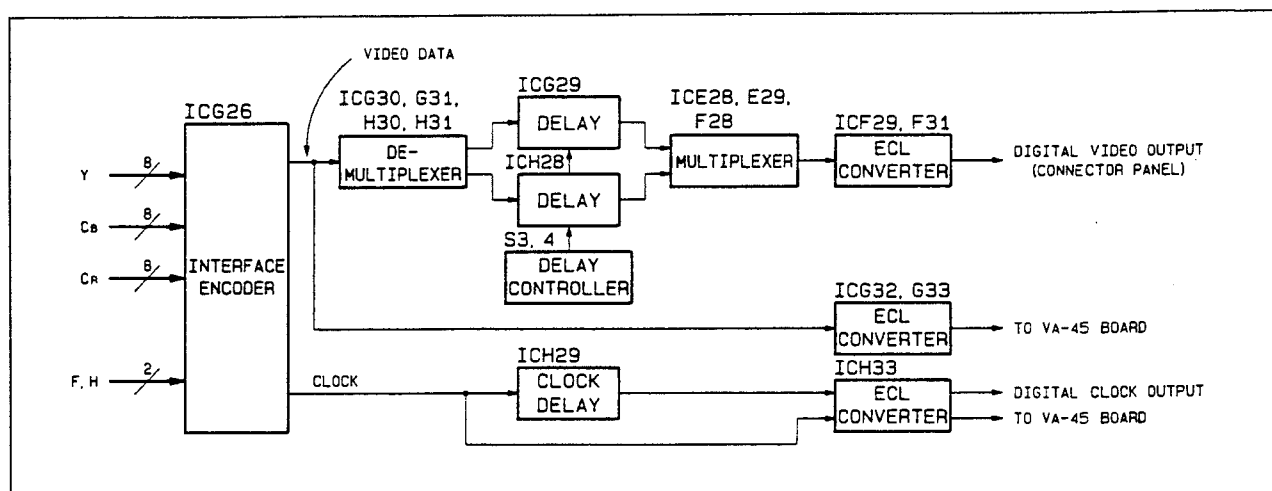 VIDEO DATA
ICG26
ICG30, G31,
H30, H31
ICG29
ICE28, E29,
F28
ICF29, F31
DELAY
DE-
MULTIPLEXER
ICH28
MULTIPLEXER
ECL
CONVERTER
DIGITAL VIDEO OUTPUT
(CONNECTOR PANEL)
Y
8
DELAY
CB
8
S3, 4
CR
8
INTERFACE
ENCODER
DELAY
CONTROLLER
ICG32, G33
ECL
CONVERTER
TO VA-45 BOARD
ICH29
ICH33
F, H
2
CLOCK
CLOCK
DELAY
ECL
CONVERTER
DIGITAL CLOCK OUTPUT
TO VA-45 BOARD